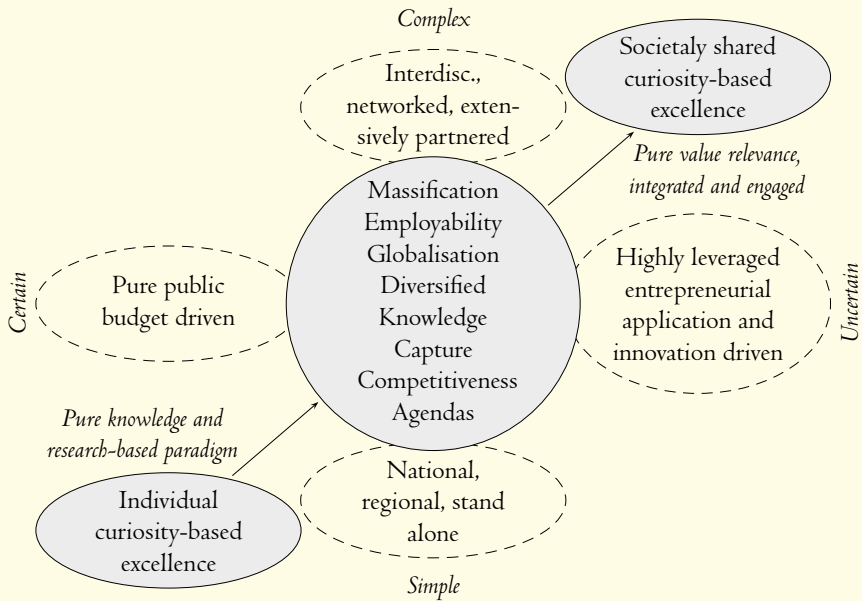 Complex
Interdisc.,
networked, exten-
sively partnered
Societaly shared
curiosity-based
excellence
Pure value relevance,
integrated and engaged
Massification
Employability
Globalisation
Diversified
Knowledge
Capture
Competitiveness
Agendas
Certain
Pure public
budget driven
Highly leveraged
entrepreneurial
application and
innovation driven
Uncertain
Pure knowledge and
research-based paradigm
Individual
curiosity-based
excellence
National,
regional, stand
alone
Simple